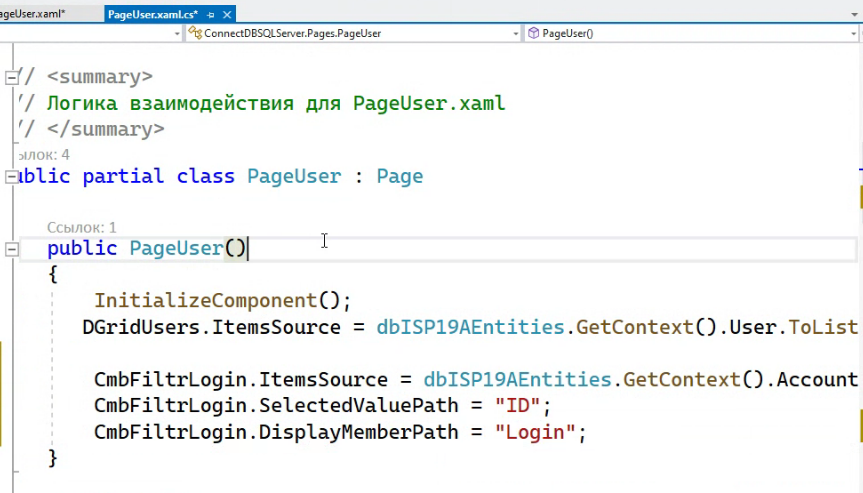 ageUser.xaml*
PageUser.xaml.cs*
ConnectDBSQLServer.Pages.PageUser
PageUser()
// <summary>
// Логика взаимодействия для PageUser.xaml
// </summary>
ылок: 4
ublic partial class PageUser : Page
Ссылок: 1
public PageUser()
{
InitializeComponent();
DGridUsers.ItemsSource = dbISP19AEntities.GetContext().User.ToList
CmbFiltrLogin.ItemsSource = dbISP19AEntities.GetContext().Account
CmbFiltrLogin.SelectedValuePath = "ID";
CmbFiltrLogin.DisplayMemberPath = "Login";
}